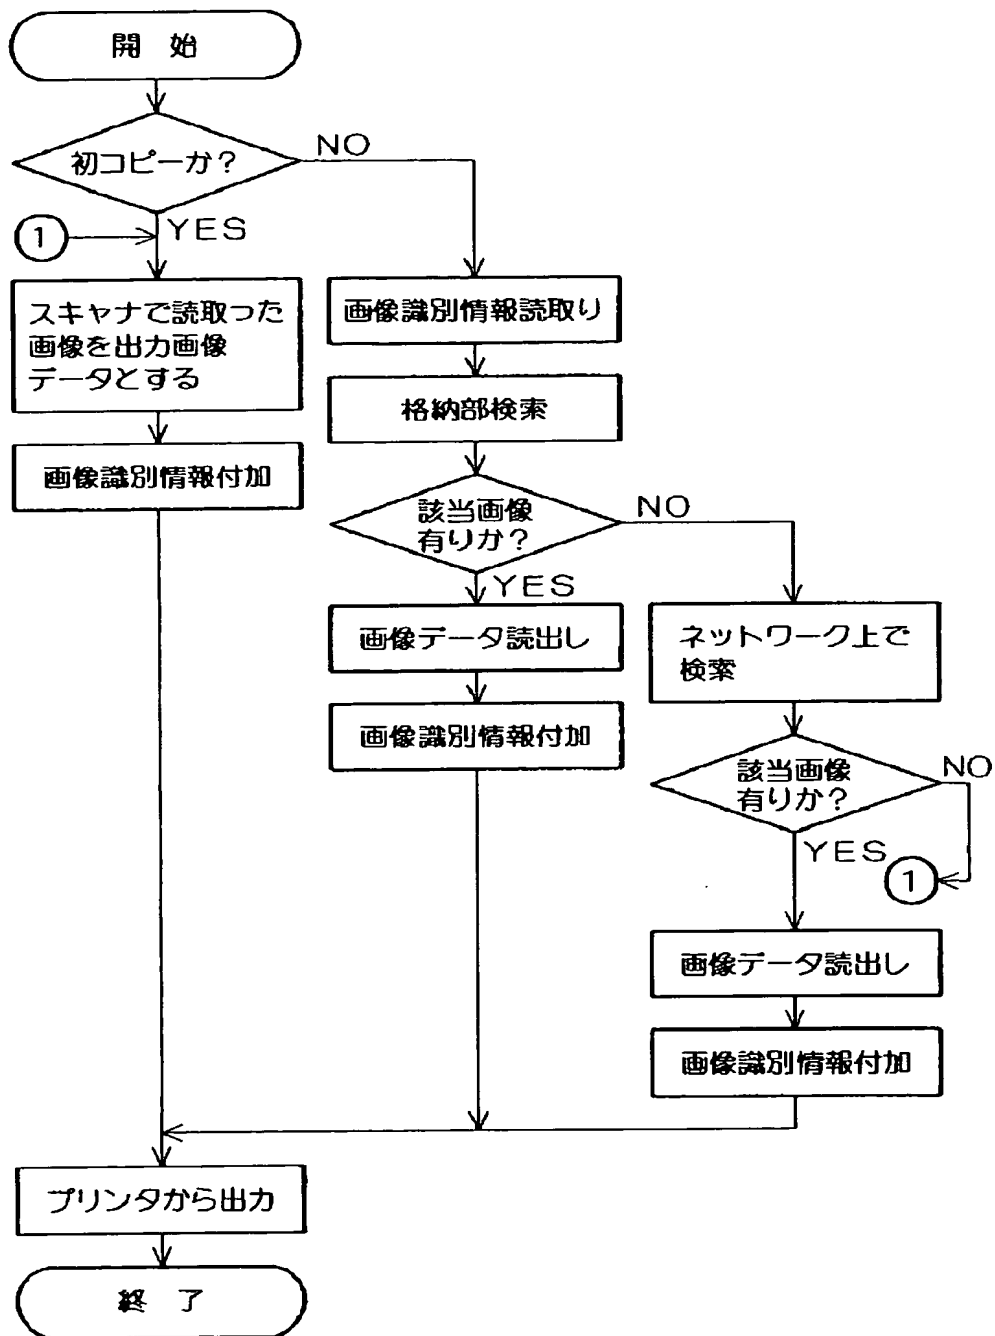 開 始
初コピーか？
NO
YES
1
スキャナで読取った
画像を出力画像
データとする
画像識別情報付加
画像識別情報読取り
格納部検索
該当画像
有りか？
NO
YES
画像データ読出し
画像識別情報付加
ネットワーク上で
検索
該当画像
有りか？
NO
YES
1
画像データ読出し
画像識別情報付加
プリンタから出力
終 了